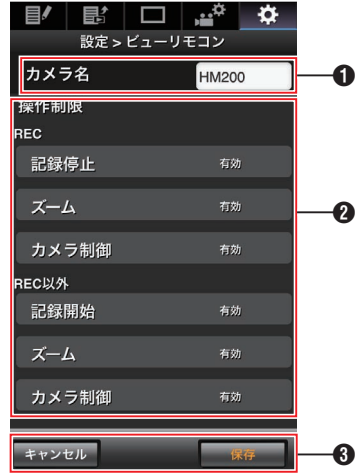 設定 > ビューリモコン
カメラ名 HM200 ❶
操作制限
REC
記録停止 有効
ズーム 有効 ❷
カメラ制御 有効
REC以外
記録開始 有効
ズーム 有効
カメラ制御 有効
キャンセル 保存 ❸